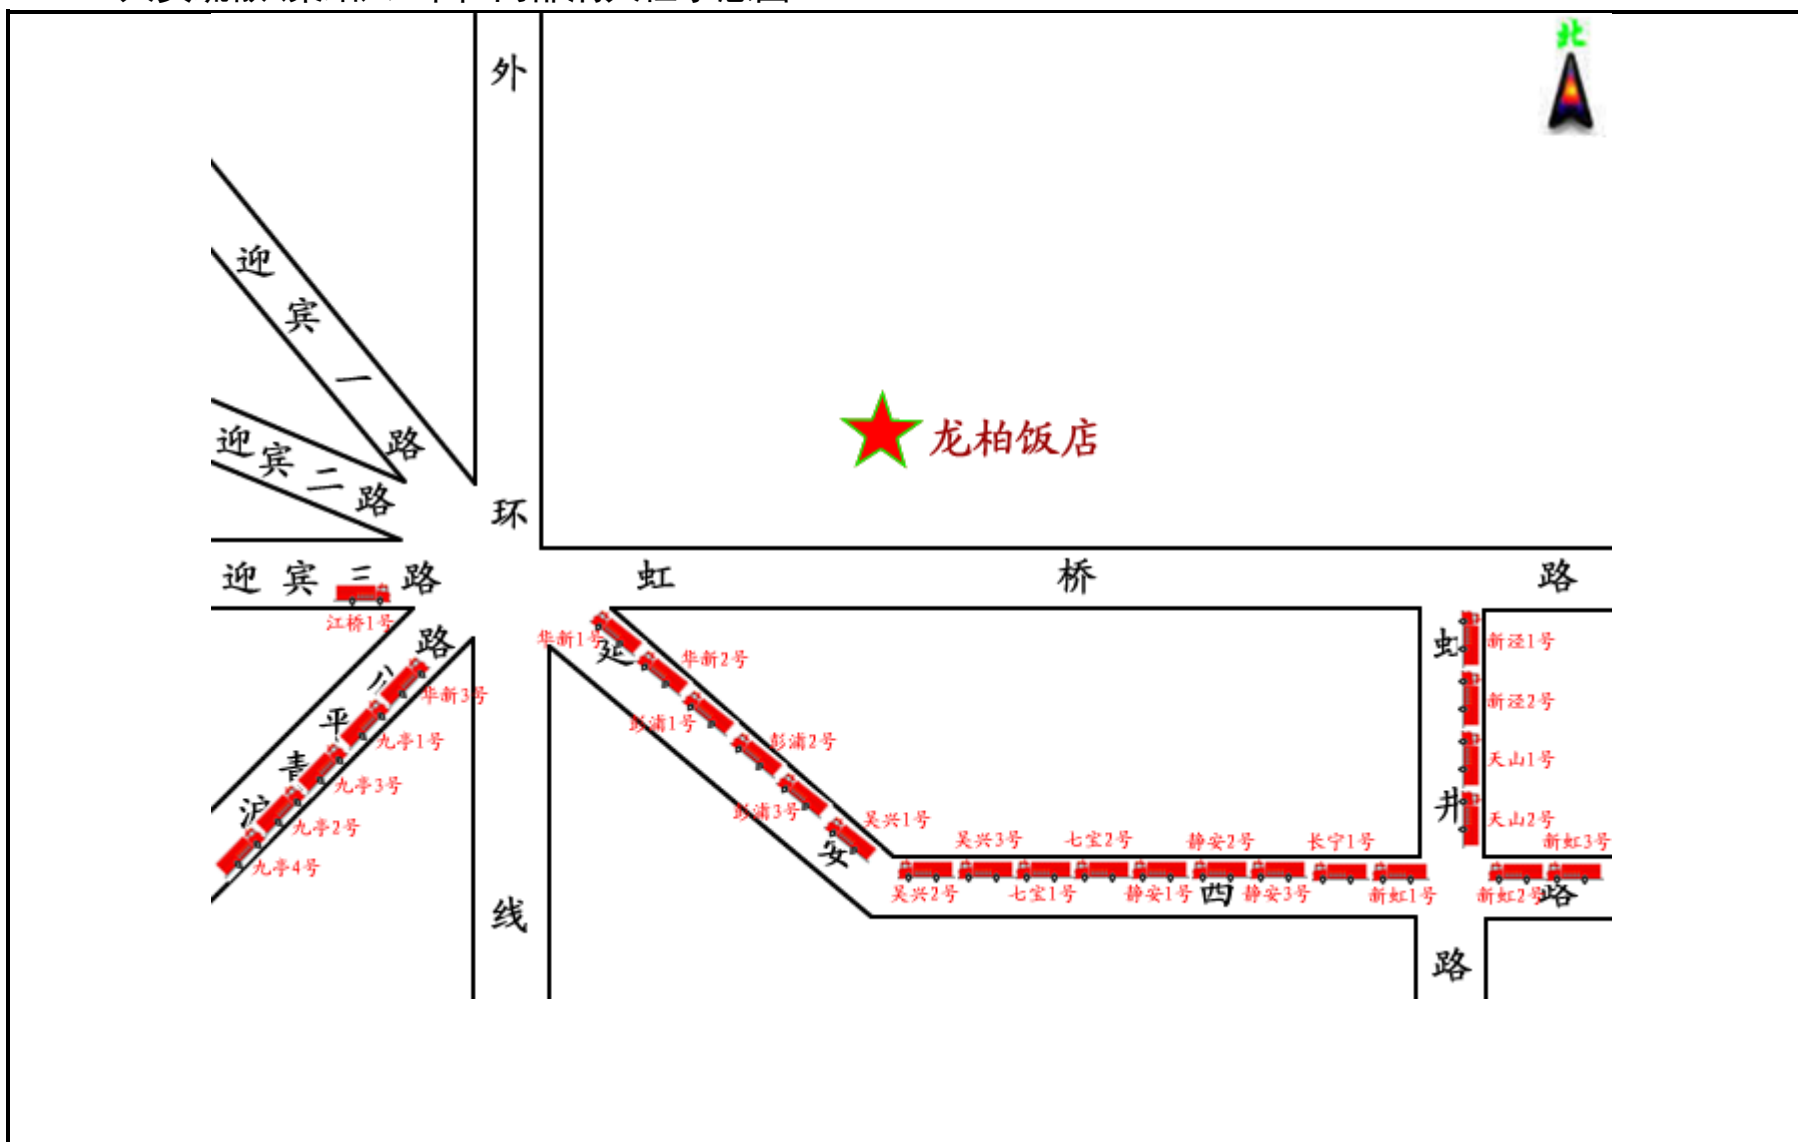 北
外
环
线
迎宾一路
迎宾二路
迎宾三路
龙柏饭店
虹桥路
江桥1号
沪青平公路
华新3号
九亭1号
九亭3号
九亭2号
九亭4号
延安西路
华新1号
华新2号
彭浦1号
彭浦2号
彭浦3号
吴兴1号
吴兴3号
七宝2号
静安2号
长宁1号
新虹3号
吴兴2号
七宝1号
静安1号
静安3号
新虹1号
新虹2号
虹井路
新泾1号
新泾2号
天山1号
天山2号